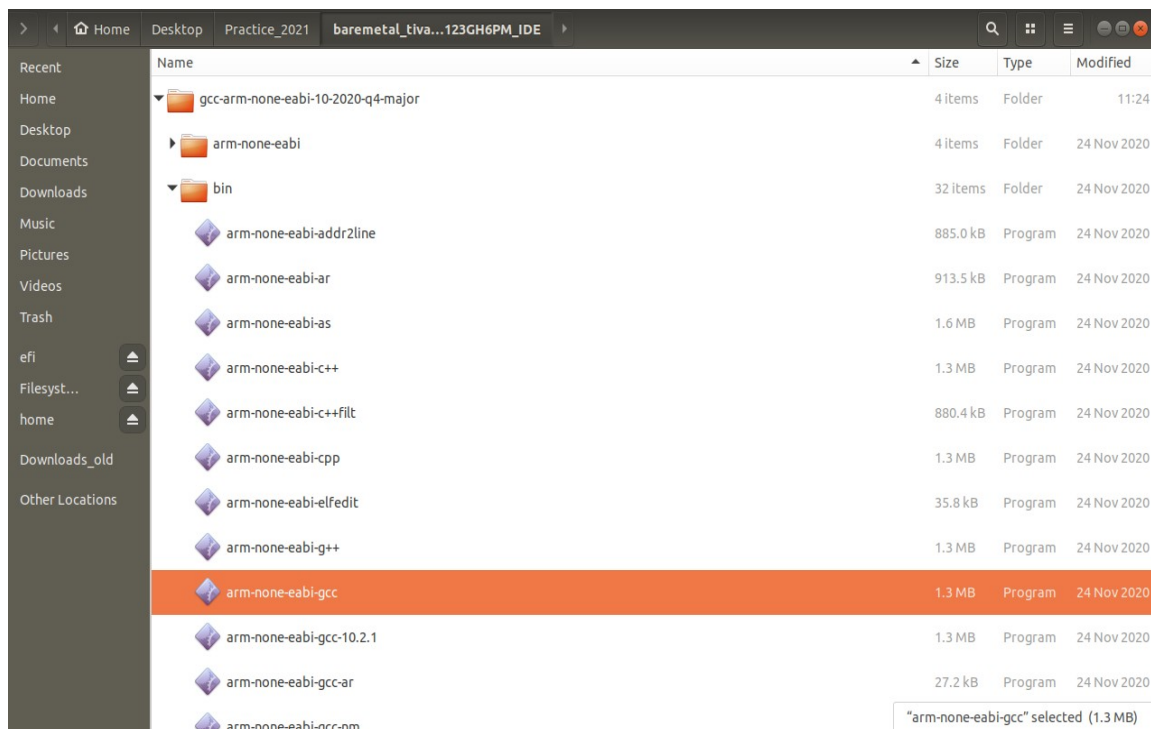 Home Desktop Practice_2021 baremetal_tiva...123GH6PM_IDE
Recent
Home
Desktop
Documents
Downloads
Music
Pictures
Videos
Trash
efi
Filesyst...
home
Downloads_old
Other Locations
Name Size Type Modified
gcc-arm-none-eabi-10-2020-q4-major 4 items Folder 11:24
arm-none-eabi 4 items Folder 24 Nov 2020
bin 32 items Folder 24 Nov 2020
arm-none-eabi-addr2line 885.0 kB Program 24 Nov 2020
arm-none-eabi-ar 913.5 kB Program 24 Nov 2020
arm-none-eabi-as 1.6 MB Program 24 Nov 2020
arm-none-eabi-c++ 1.3 MB Program 24 Nov 2020
arm-none-eabi-c++filt 880.4 kB Program 24 Nov 2020
arm-none-eabi-cpp 1.3 MB Program 24 Nov 2020
arm-none-eabi-elfedit 35.8 kB Program 24 Nov 2020
arm-none-eabi-g++ 1.3 MB Program 24 Nov 2020
arm-none-eabi-gcc 1.3 MB Program 24 Nov 2020
arm-none-eabi-gcc-10.2.1 1.3 MB Program 24 Nov 2020
arm-none-eabi-gcc-ar 27.2 kB Program 24 Nov 2020
arm-none-eabi-gcc-nm
"arm-none-eabi-gcc" selected (1.3 MB)